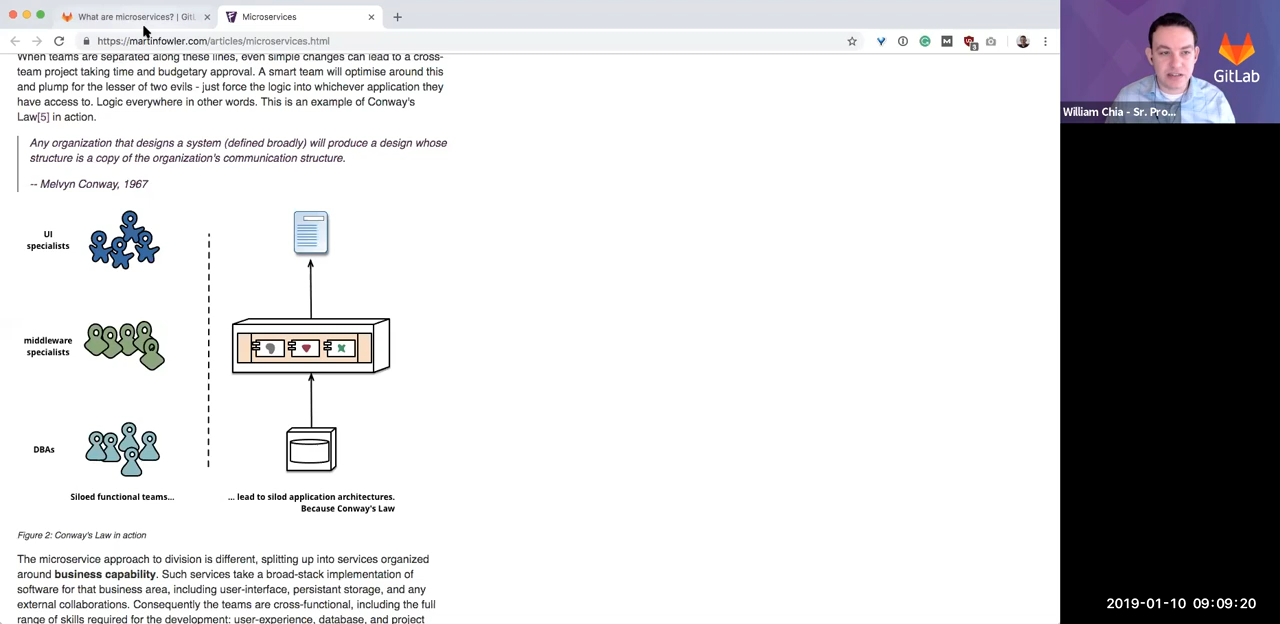 What are microservices? | GitL
Microservices
https://martinfowler.com/articles/microservices.html
When teams are separated along these lines, even simple changes can lead to a cross-
team project taking time and budgetary approval. A smart team will optimise around this
and plump for the lesser of two evils - just force the logic into whichever application they
have access to. Logic everywhere in other words. This is an example of Conway's
Law[5] in action.
Any organization that designs a system (defined broadly) will produce a design whose
structure is a copy of the organization's communication structure.
-- Melvyn Conway, 1967
UI
specialists
middleware
specialists
DBAs
Siloed functional teams...
... lead to silod application architectures.
Because Conway's Law
Figure 2: Conway's Law in action
The microservice approach to division is different, splitting up into services organized
around business capability. Such services take a broad-stack implementation of
software for that business area, including user-interface, persistant storage, and any
external collaborations. Consequently the teams are cross-functional, including the full
range of skills required for the development: user-experience, database, and project
GitLab
William Chia - Sr. Pro...
2019-01-10 09:09:20